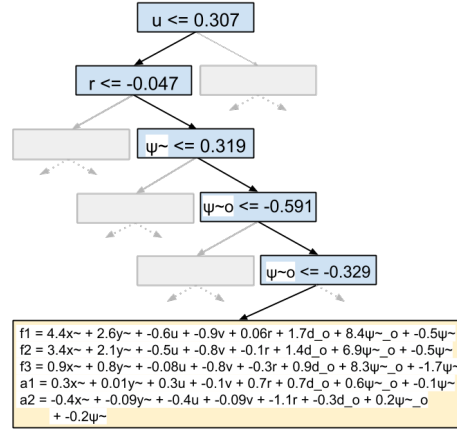 u <= 0.307
r <= -0.047
ψ~ <= 0.319
ψ~o <= -0.591
ψ~o <= -0.329
f1 = 4.4x~ + 2.6y~ + -0.6u + -0.9v + 0.06r + 1.7d_o + 8.4ψ~_o + -0.5ψ~
f2 = 3.4x~ + 2.1y~ + -0.5u + -0.8v + -0.1r + 1.4d_o + 6.9ψ~_o + -0.5ψ~
f3 = 0.9x~ + 0.8y~ + -0.08u + -0.8v + -0.3r + 0.9d_o + 8.3ψ~_o + -1.7ψ~
a1 = 0.3x~ + 0.01y~ + 0.3u + -0.1v + 0.7r + 0.7d_o + 0.6ψ~_o + -0.1ψ~
a2 = -0.4x~ + -0.09y~ + -0.4u + -0.09v + -1.1r + -0.3d_o + 0.2ψ~_o
+ -0.2ψ~